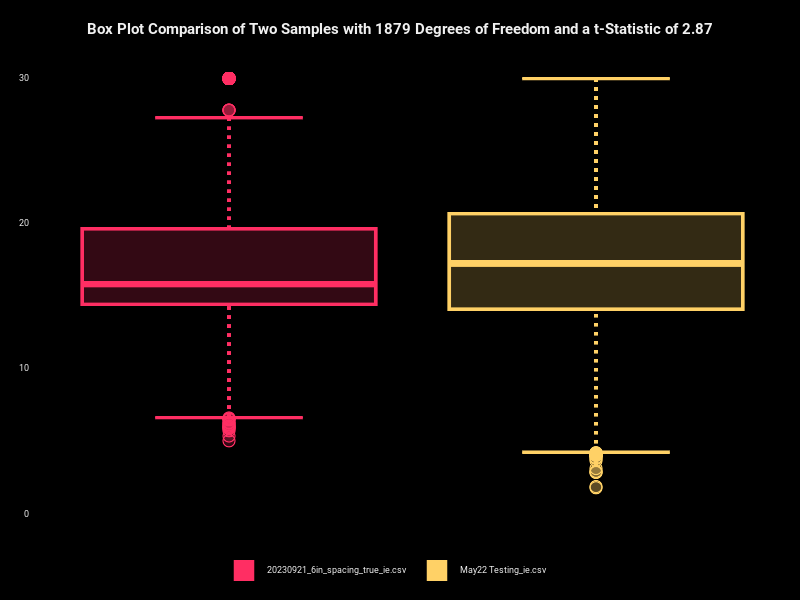 Box Plot Comparison of Two Samples with 1879 Degrees of Freedom and a t-Statistic of 2.87
30
20
10
0
20230921_6in_spacing_true_ie.csv
May22 Testing_ie.csv